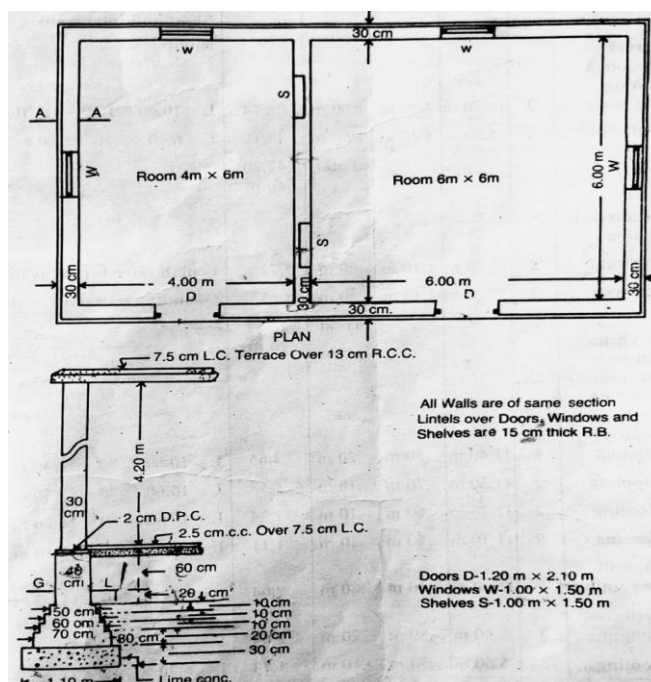 30 cm
W
W
A
A
S
W
Room 4m × 6m
Room 6m × 6m
6.00 m
W
S
30 cm
4.00 m
30 cm
6.00 m
30 cm
D
30 cm.
PLAN
7.5 cm L.C. Terrace Over 13 cm R.C.C.
All Walls are of same section
Lintels over Doors, Windows and
Shelves are 15 cm thick R.B.
4.20 m
30
cm
2 cm D.P.C.
2.5 cm.c.c. Over 7.5 cm L.C.
40
cm
60 cm
G
L
20 cm
Doors D-1.20 m × 2.10 m
Windows W-1.00 × 1.50 m
Shelves S-1.00 m × 1.50 m
50 cm
10 cm
60 om
10 cm
70 cm
10 cm
80 cm
20 cm
30 cm
1.10 m
Lime conc.